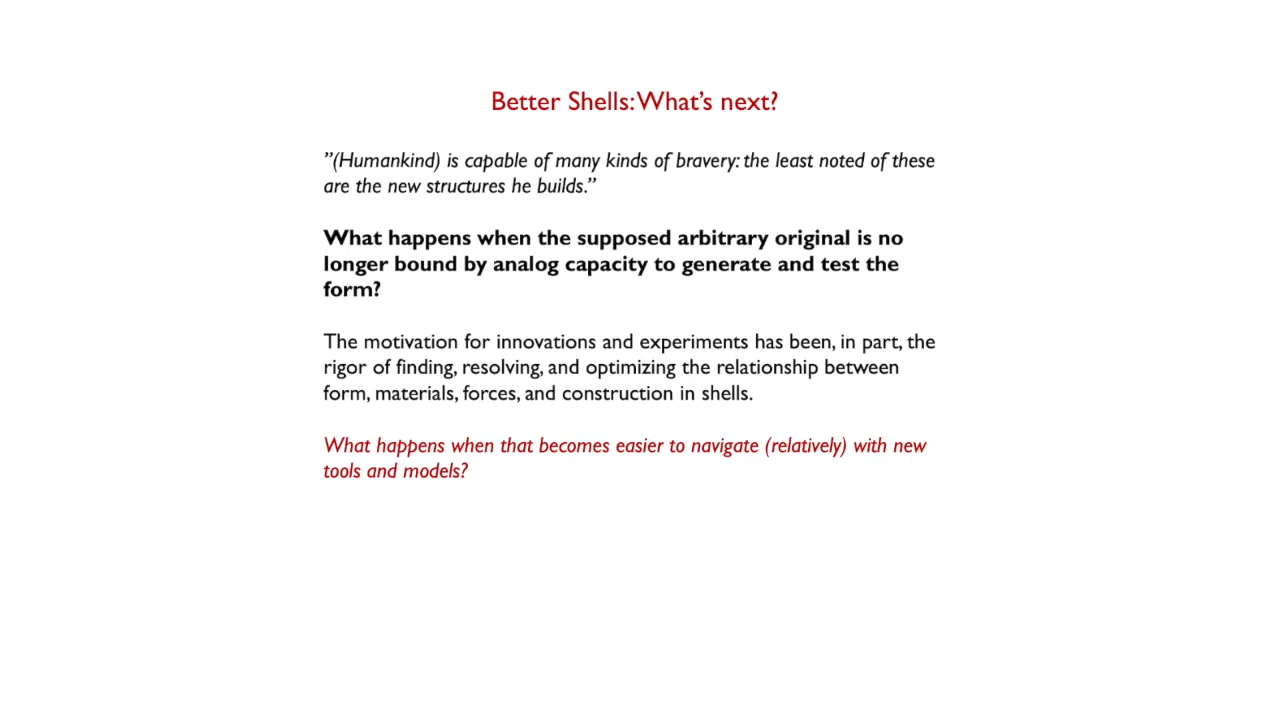 Better Shells: What’s next?
”(Humankind) is capable of many kinds of bravery: the least noted of these
are the new structures he builds.”
What happens when the supposed arbitrary original is no
longer bound by analog capacity to generate and test the
form?
The motivation for innovations and experiments has been, in part, the
rigor of finding, resolving, and optimizing the relationship between
form, materials, forces, and construction in shells.
What happens when that becomes easier to navigate (relatively) with new
tools and models?